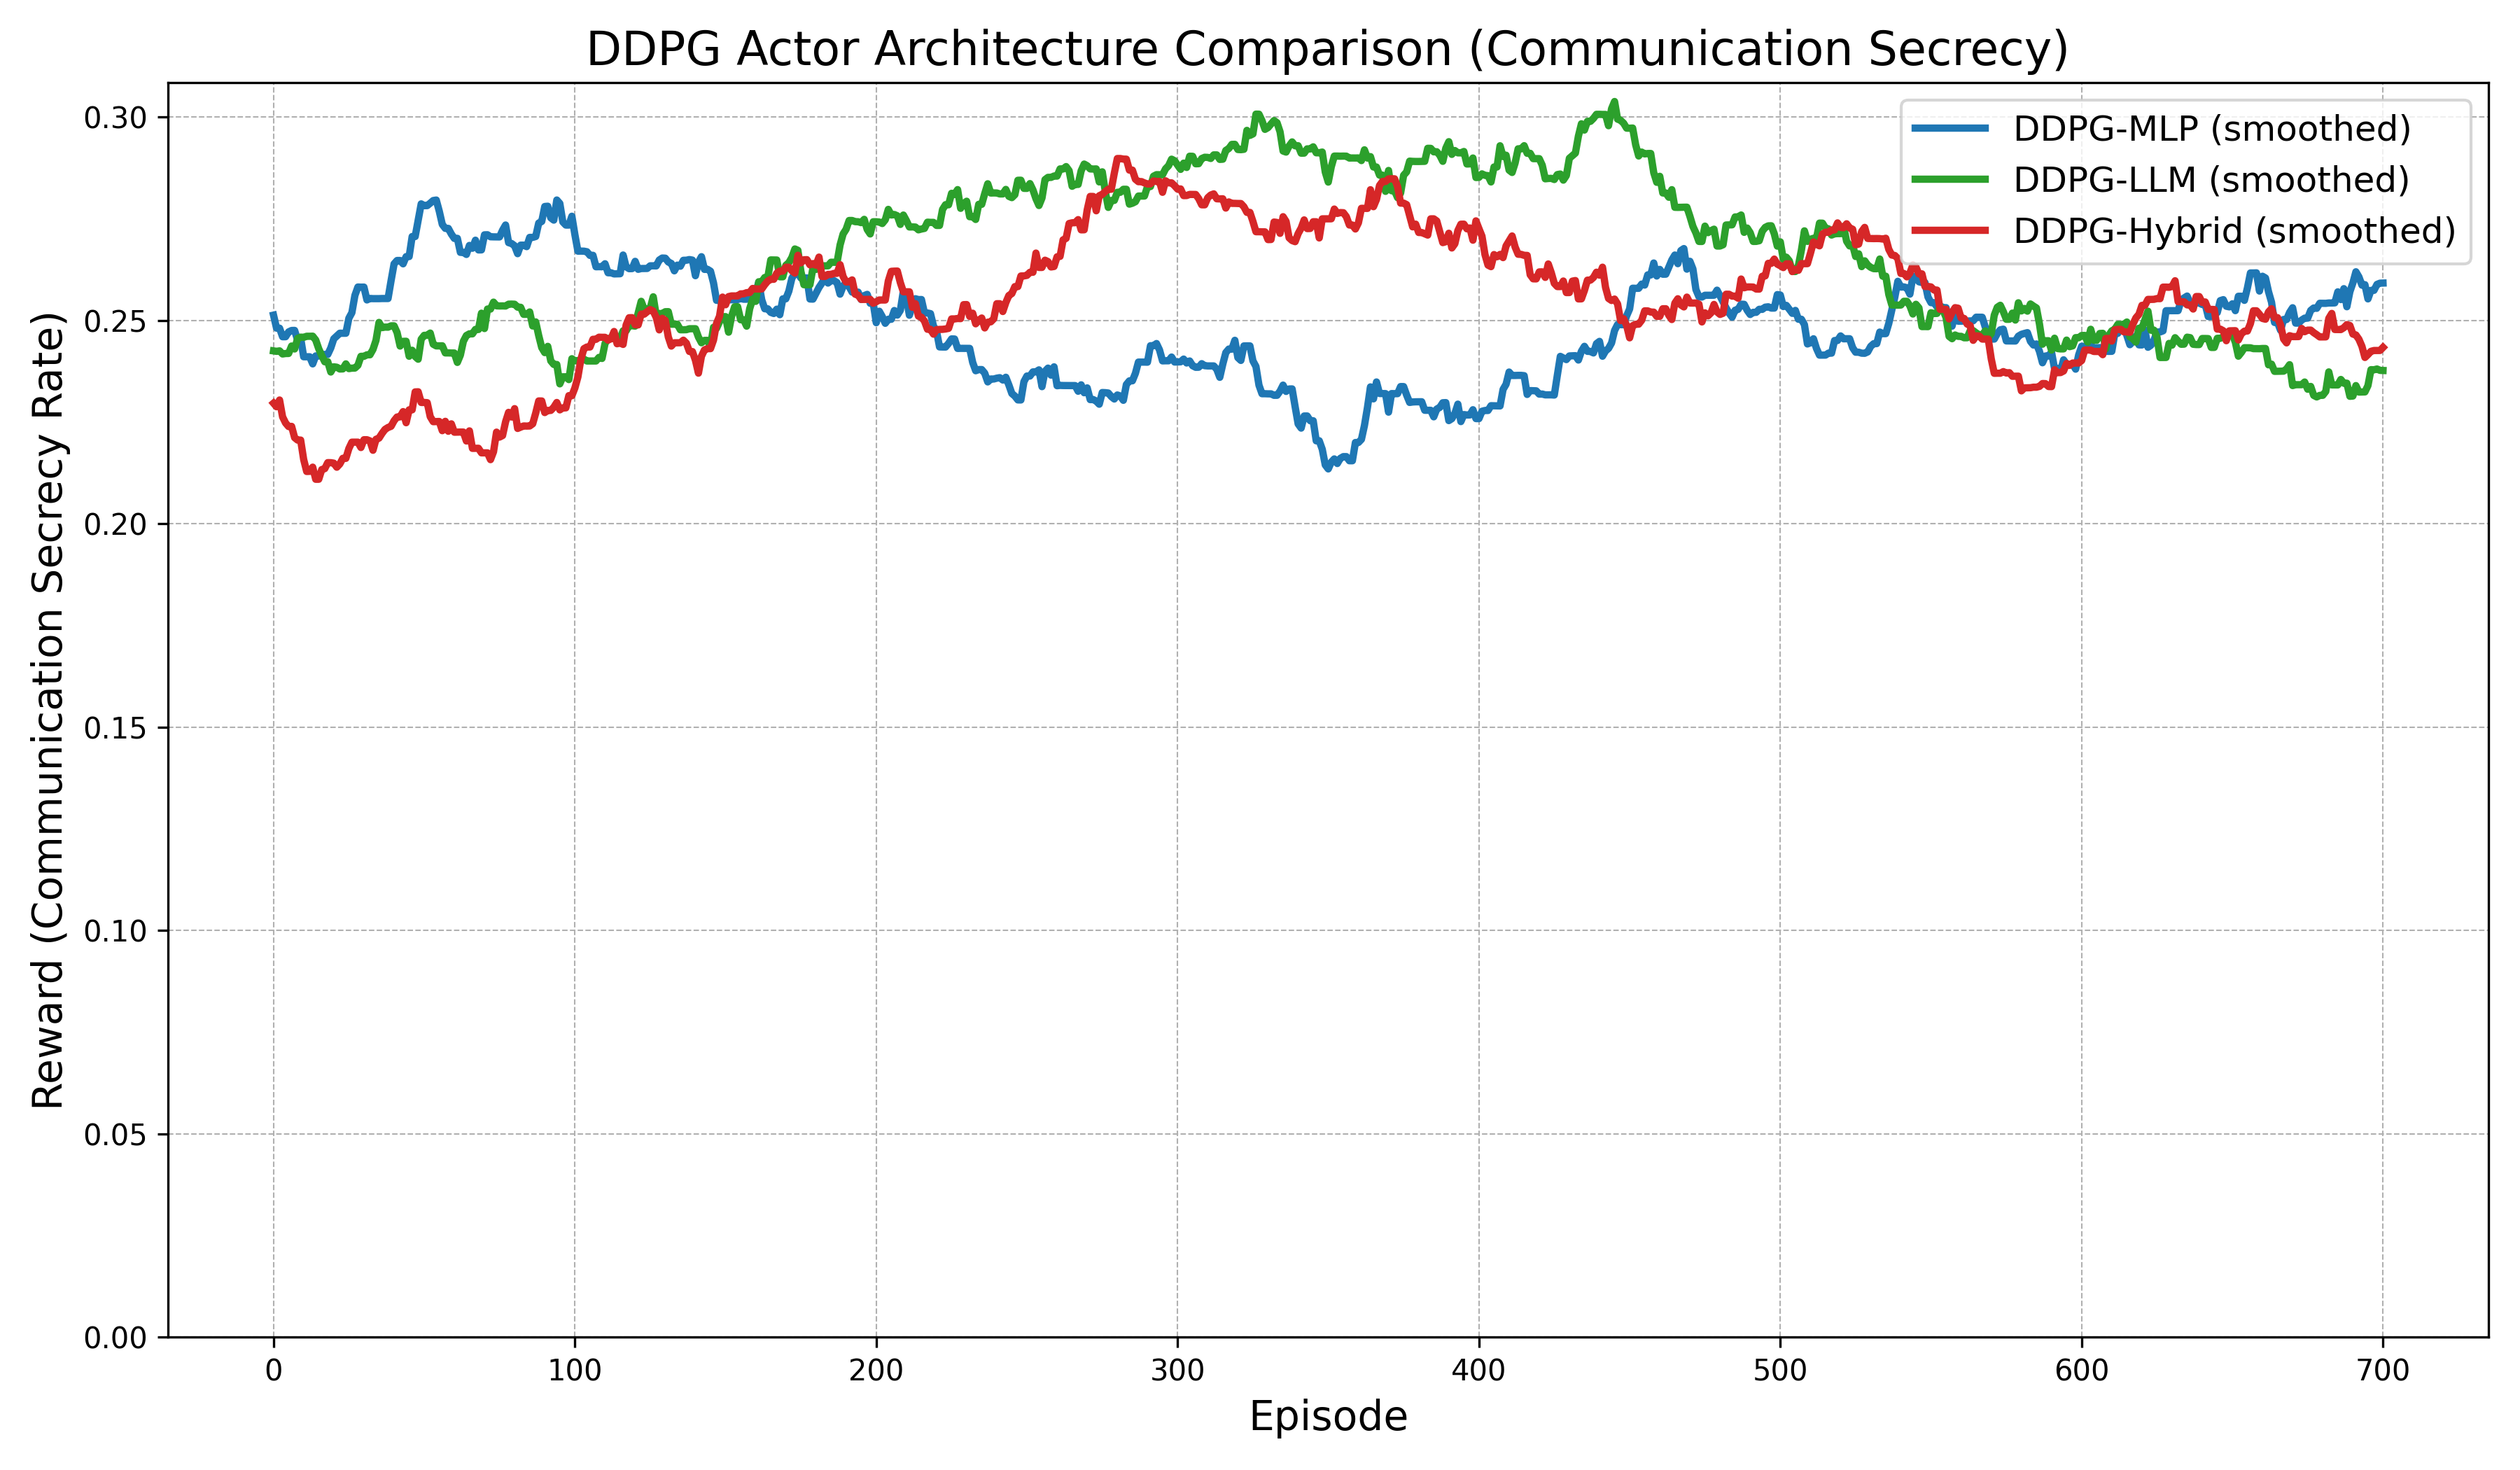 DDPG Actor Architecture Comparison (Communication Secrecy)
Reward (Communication Secrecy Rate)
0.30
0.25
0.20
0.15
0.10
0.05
0.00
DDPG-MLP (smoothed)
DDPG-LLM (smoothed)
DDPG-Hybrid (smoothed)
0 100 200 300 400 500 600 700
Episode